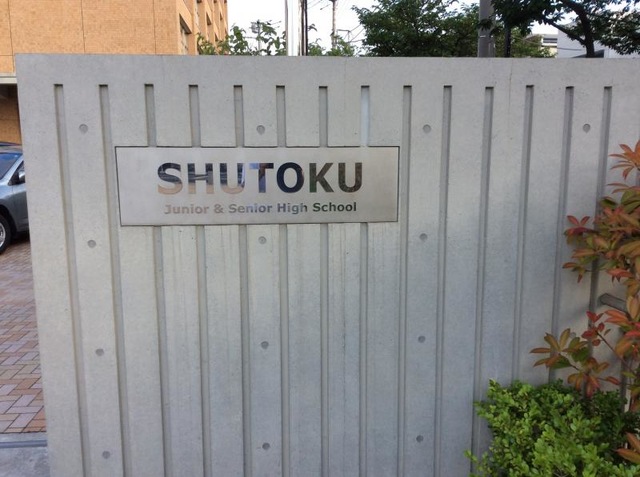 SHUTOKU
Junior & Senior High School